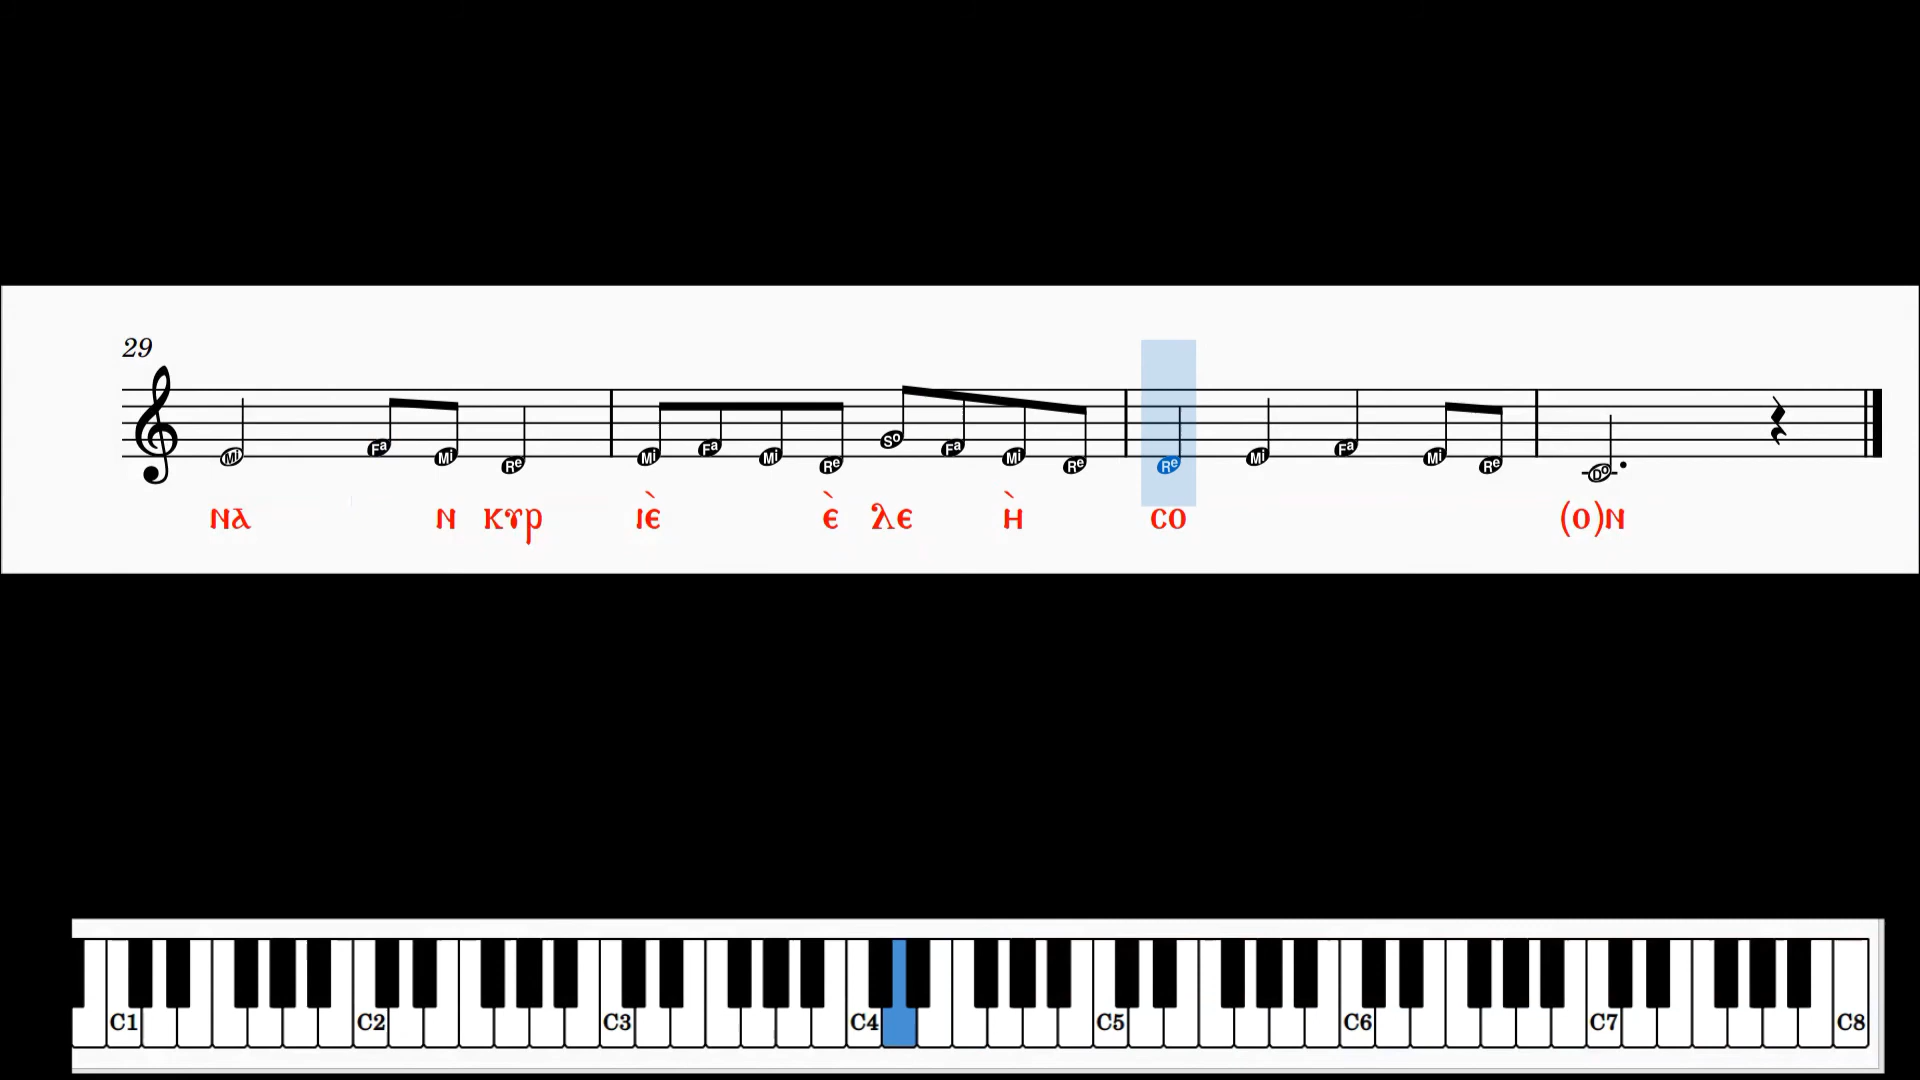 29
Mi Fa Mi Re Mi Fa Mi Re So Fa Mi Re Re Mi Fa Mi Re Do
ⲛⲁ ⲛ ⲕⲩⲣ ⲓⲉ̀ ⲉ̀ ⲗⲉ ⲏ̀ ⲥⲟ (ⲟ)ⲛ
C1 C2 C3 C4 C5 C6 C7 C8